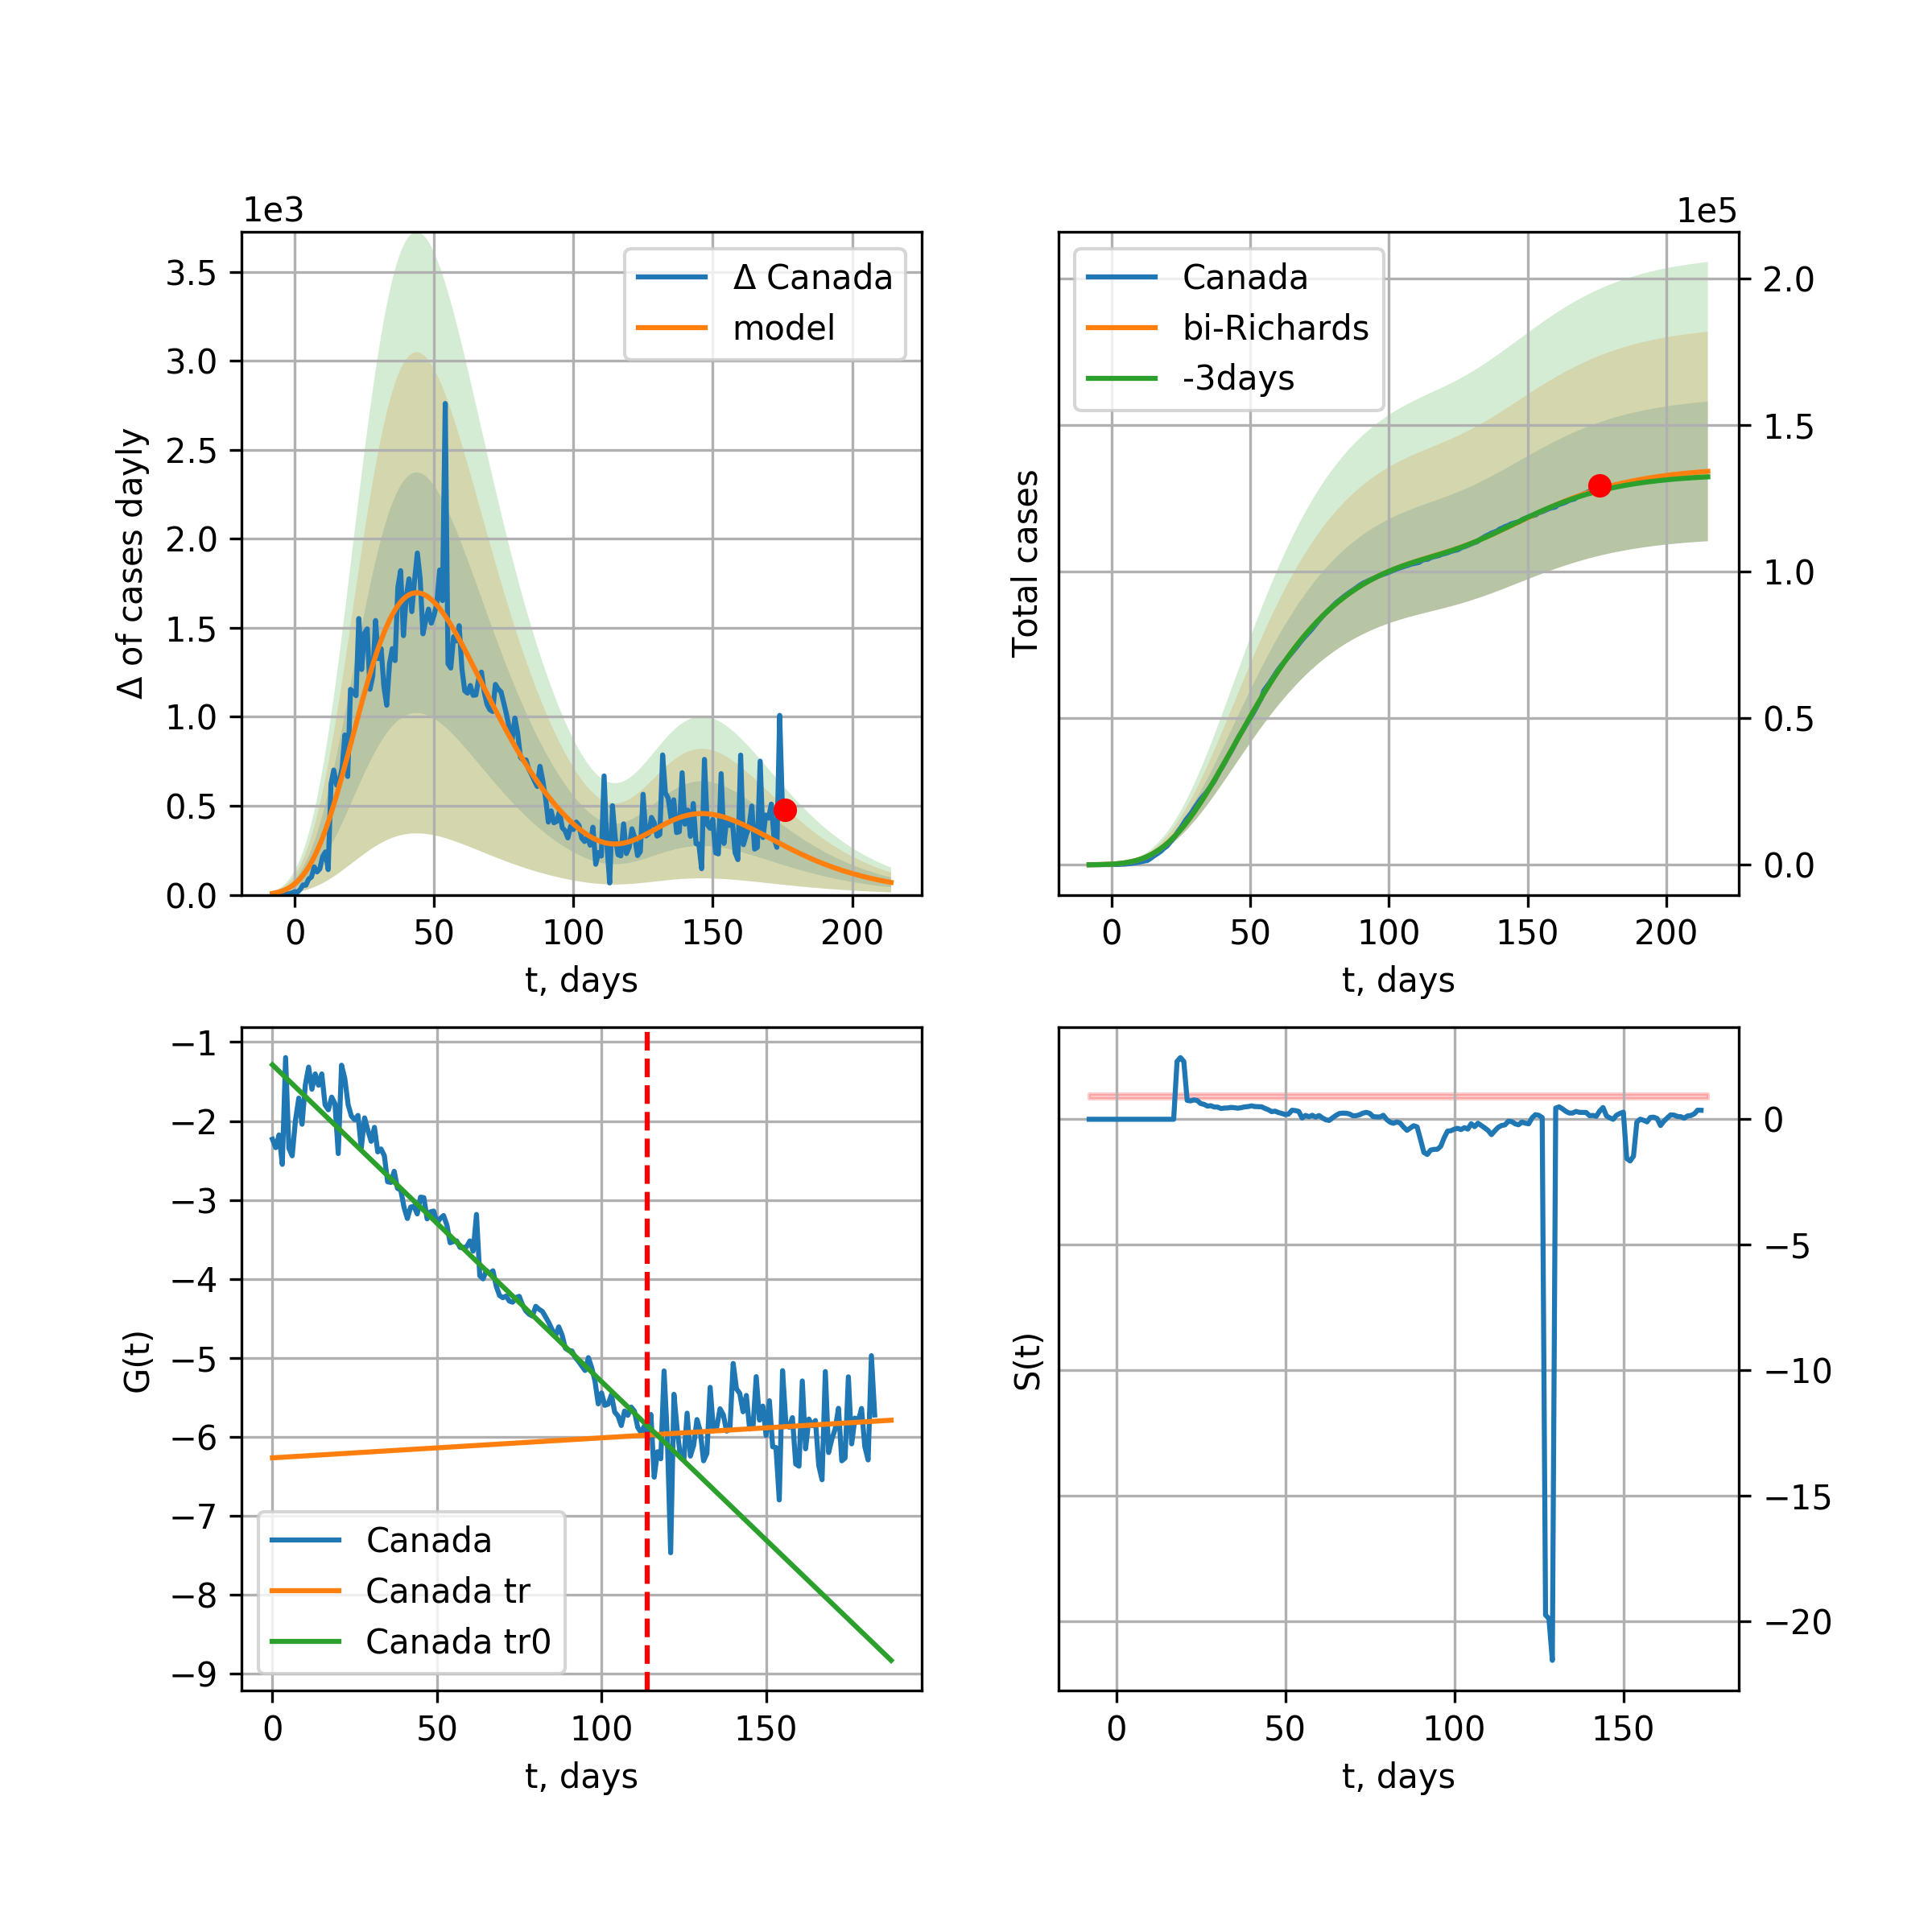 1e3
Δ of cases dayly
3.5
3.0
2.5
2.0
1.5
1.0
0.5
0.0
Δ Canada
model
0 50 100 150 200
t, days
1e5
Total cases
Canada
bi-Richards
-3days
2.0
1.5
1.0
0.5
0.0
0 50 100 150 200
t, days
G(t)
−1
−2
−3
−4
−5
−6
−7
−8
−9
Canada
Canada tr
Canada tr0
0 50 100 150
t, days
S(t)
0
−5
−10
−15
−20
0 50 100 150
t, days